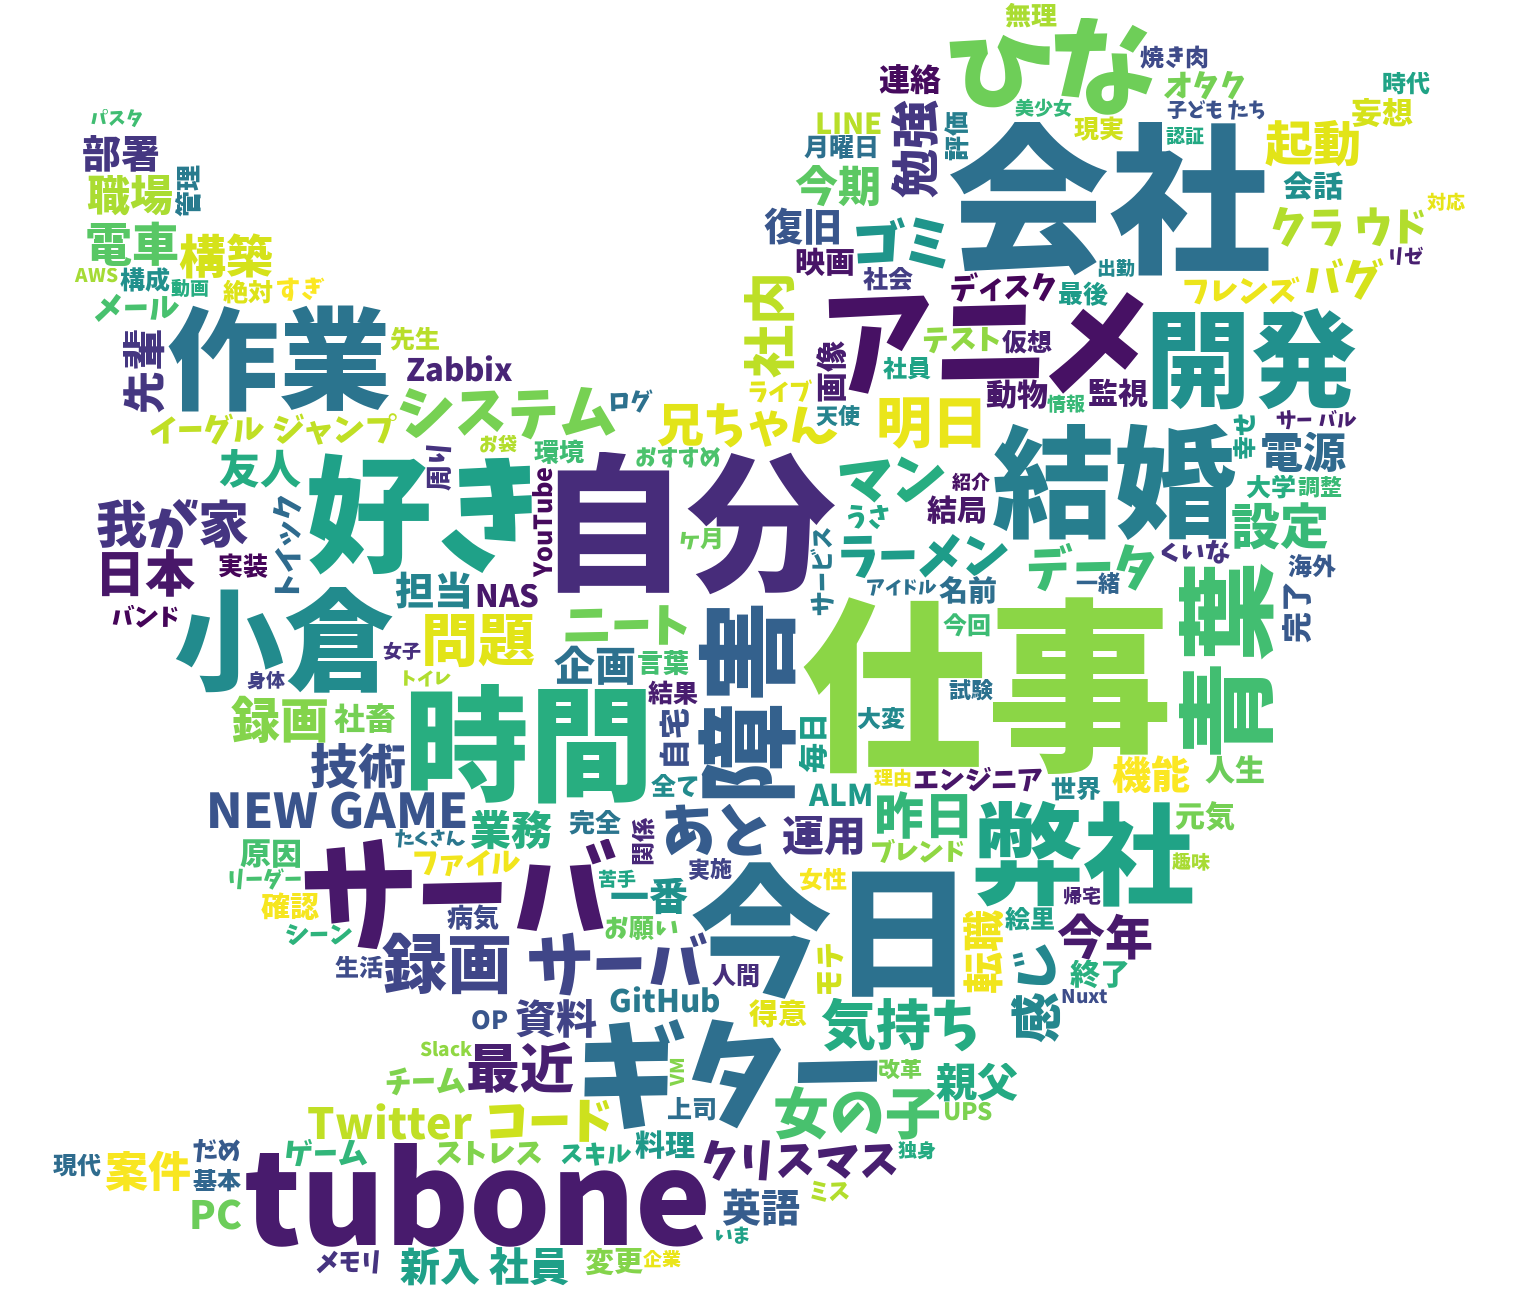 無理
ひな
焼き肉
連絡
オタク
時代
美少女
子ども たち
妄想
パスタ
LINE
勉強
評価
現実
認証
起動
部署
月曜日
会社
職場
管理
今期
会話
対応
電車
構築
復旧
ゴミ
クラ ウド
AWS
構成
動画
絶対
すぎ
映画
社会
出勤
リゼ
メール
社内
ディスク
最後
フレンズ
バグ
作業
先輩
先生
アニメ
テスト
仮想
開発
画像
社員
Zabbix
ライブ
動物
情報
監視
システム
ログ
兄ちゃん
天使
明日
サー バル
イーグル ジャンプ
お袋
環境
おすすめ
結婚
幸せ
電源
友人
周り
好き
YouTube
自分
マン
紹介
大学
調整
我が家
トイック
うさ
結局
設定
ヶ月
サービス
ラーメン
データ
くいな
海外
日本
実装
担当
NAS
アイドル
名前
一緒
青葉
完了
バンド
小倉
女子
問題
ニート
障害
仕事
今回
身体
トイレ
企画
言葉
結果
試験
録画
社畜
時間
自宅
毎日
大変
技術
全て
理由
エンジニア
機能
人生
NEW GAME
ALM
世界
たくさん
業務
完全
関係
あと
運用
昨日
弊社
元気
原因
リーダー
ファイル
サーバ
ブレンド
趣味
確認
苦手
一番
実施
今日
女性
帰宅
シーン
病気
お願い
転職
絵里
今年
生活
録画
サーバ
人間
モテ
感じ
終了
GitHub
Nuxt
OP
資料
得意
気持ち
Slack
最近
ギター
VM
改革
親父
チーム
上司
女の子
UPS
Twitter
コード
現代
案件
だめ
基本
ゲーム
ストレス
スキル
料理
クリスマス
独身
PC
tubone
英語
ミス
いま
メモリ
新入 社員
変更
企業